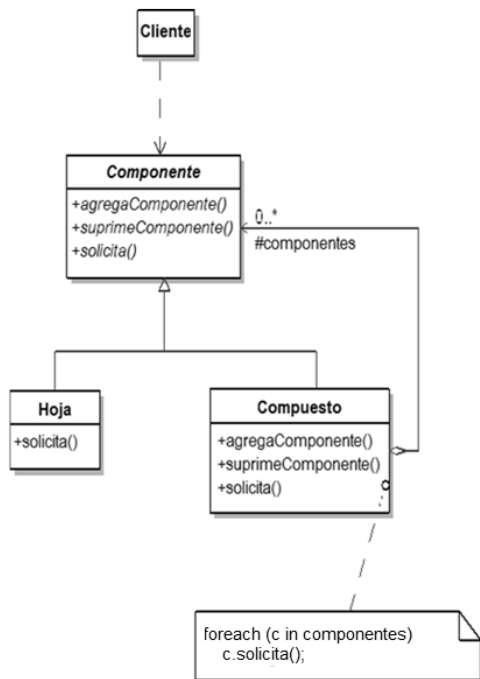 Cliente
Componente
+agregaComponente()
+suprimeComponente()
+solicita()
0..*
#componentes
Hoja
+solicita()
Compuesto
+agregaComponente()
+suprimeComponente()
+solicita()
foreach (c in componentes)
c.solicita();